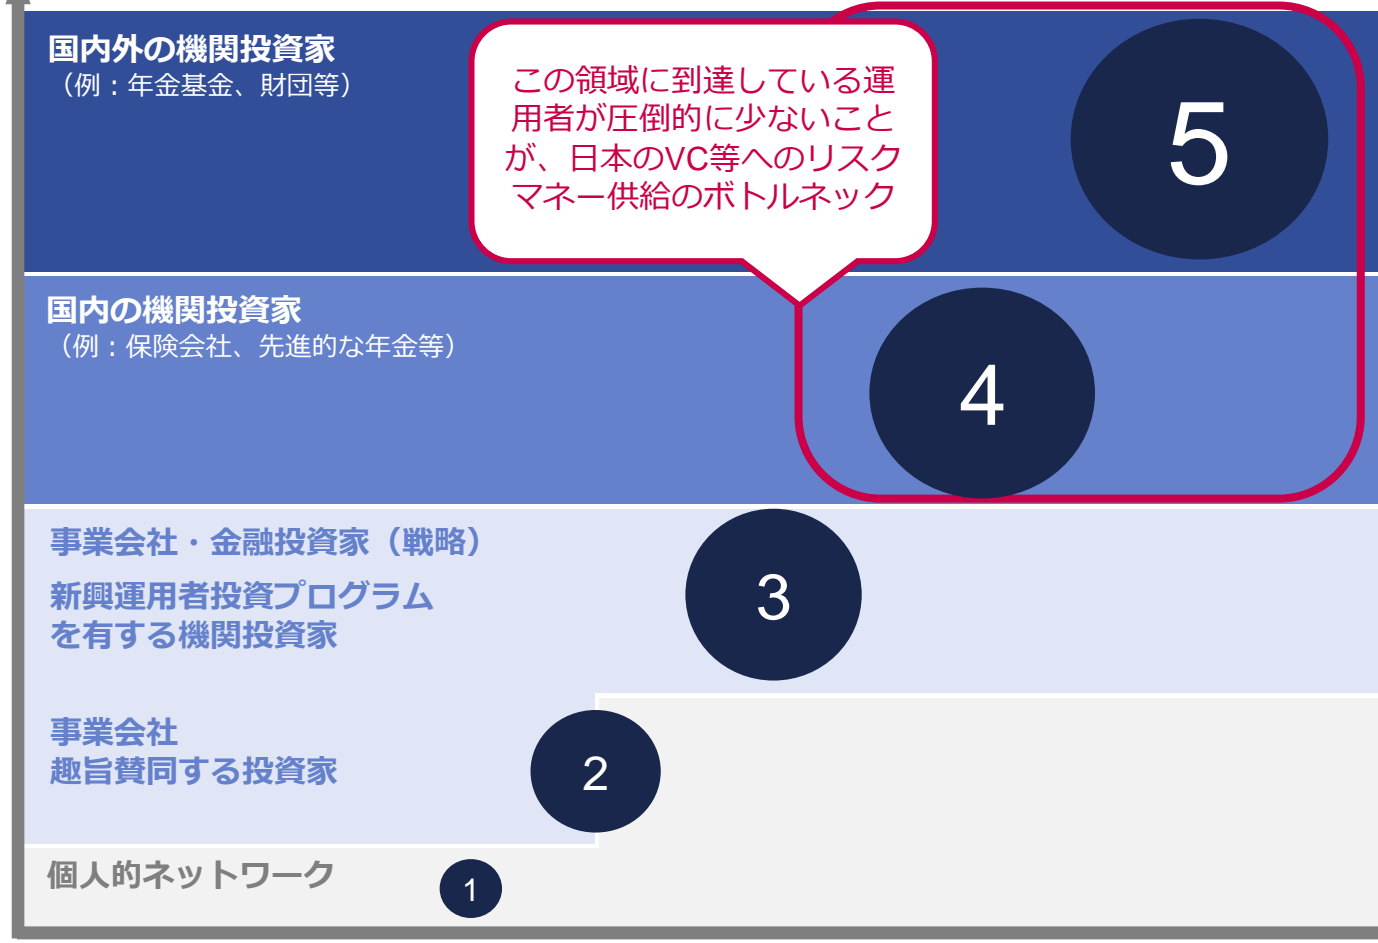 国内外の機関投資家
（例：年金基金、財団等）
この領域に到達している運
用者が圧倒的に少ないこと
が、日本のVC等へのリスク
マネー供給のボトルネック
5
国内の機関投資家
（例：保険会社、先進的な年金等）
4
事業会社・金融投資家（戦略）
新興運用者投資プログラム
を有する機関投資家
3
事業会社
趣旨賛同する投資家
2
個人的ネットワーク
1